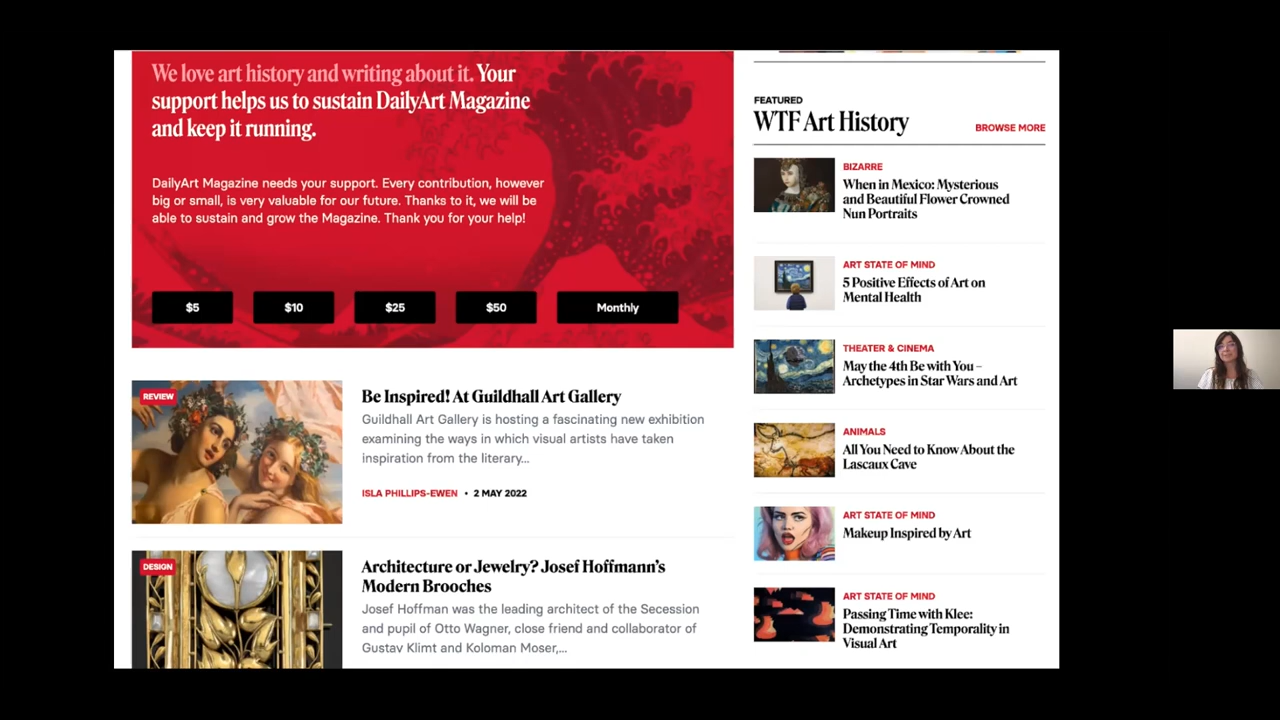 We love art history and writing about it. Your
support helps us to sustain DailyArt Magazine
and keep it running.
DailyArt Magazine needs your support. Every contribution, however
big or small, is very valuable for our future. Thanks to it, we will be
able to sustain and grow the Magazine. Thank you for your help!
$5
$10
$25
$50
Monthly
REVIEW
Be Inspired! At Guildhall Art Gallery
Guildhall Art Gallery is hosting a fascinating new exhibition
examining the ways in which visual artists have taken
inspiration from the literary...
ISLA PHILLIPS-EWEN • 2 MAY 2022
DESIGN
Architecture or Jewelry? Josef Hoffmann's
Modern Brooches
Josef Hoffman was the leading architect of the Secession
and pupil of Otto Wagner, close friend and collaborator of
Gustav Klimt and Koloman Moser,...
FEATURED
WTF Art History
BROWSE MORE
BIZARRE
When in Mexico: Mysterious
and Beautiful Flower Crowned
Nun Portraits
ART STATE OF MIND
5 Positive Effects of Art on
Mental Health
THEATER & CINEMA
May the 4th Be with You –
Archetypes in Star Wars and Art
ANIMALS
All You Need to Know About the
Lascaux Cave
ART STATE OF MIND
Makeup Inspired by Art
ART STATE OF MIND
Passing Time with Klee:
Demonstrating Temporality in
Visual Art